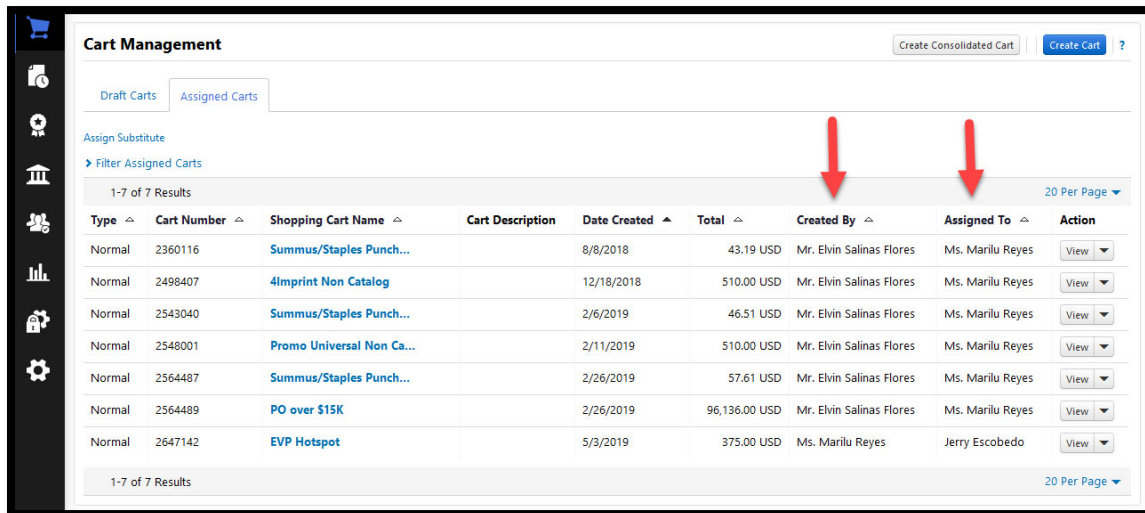 Cart Management Create Consolidated Cart Create Cart ?
Draft Carts Assigned Carts
Assign Substitute
Filter Assigned Carts
1-7 of 7 Results 20 Per Page
Type Cart Number Shopping Cart Name Cart Description Date Created Total Created By Assigned To Action
Normal 2360116 Summus/Staples Punch... 8/8/2018 43.19 USD Mr. Elvin Salinas Flores Ms. Marilu Reyes View
Normal 2498407 4Imprint Non Catalog 12/18/2018 510.00 USD Mr. Elvin Salinas Flores Ms. Marilu Reyes View
Normal 2543040 Summus/Staples Punch... 2/6/2019 46.51 USD Mr. Elvin Salinas Flores Ms. Marilu Reyes View
Normal 2548001 Promo Universal Non Ca... 2/11/2019 510.00 USD Mr. Elvin Salinas Flores Ms. Marilu Reyes View
Normal 2564487 Summus/Staples Punch... 2/26/2019 57.61 USD Mr. Elvin Salinas Flores Ms. Marilu Reyes View
Normal 2564489 PO over $15K 2/26/2019 96,136.00 USD Mr. Elvin Salinas Flores Ms. Marilu Reyes View
Normal 2647142 EVP Hotspot 5/3/2019 375.00 USD Ms. Marilu Reyes Jerry Escobedo View
1-7 of 7 Results 20 Per Page